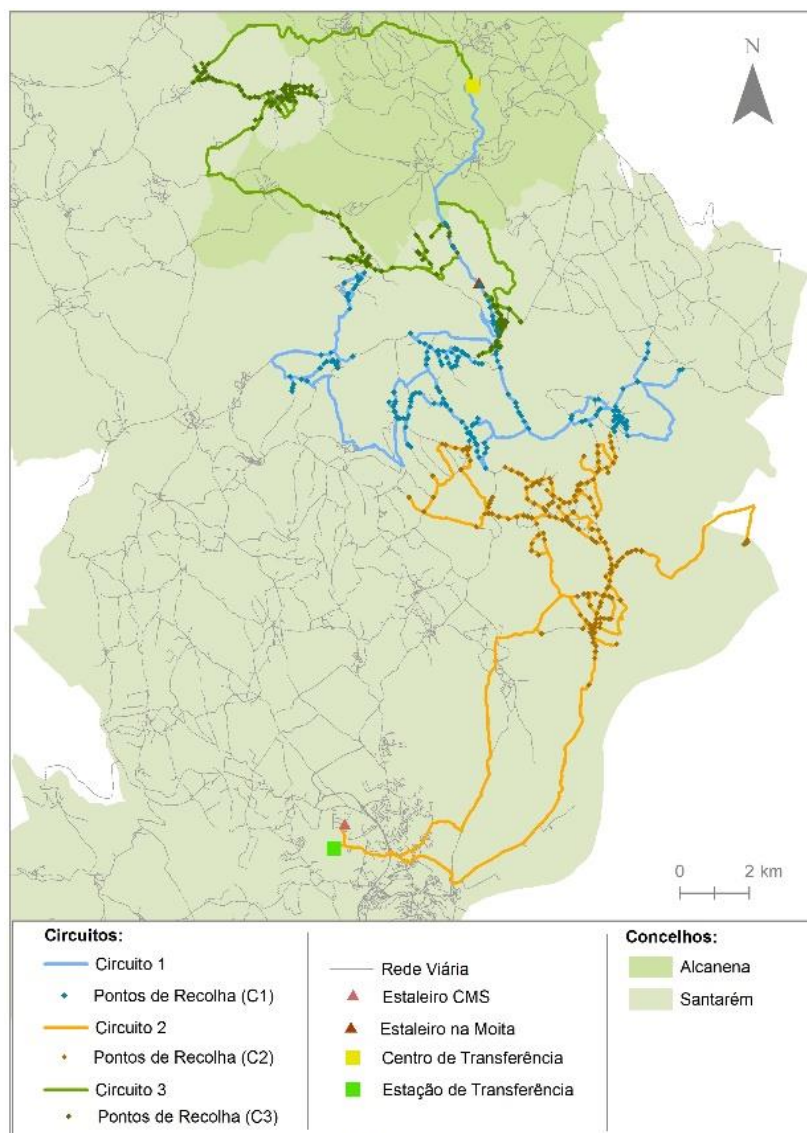 N
0 2 km
Circuitos:
Circuito 1
Pontos de Recolha (C1)
Circuito 2
Pontos de Recolha (C2)
Circuito 3
Pontos de Recolha (C3)
Rede Viária
Estaleiro CMS
Estaleiro na Moita
Centro de Transferência
Estação de Transferência
Concelhos:
Alcanena
Santarém